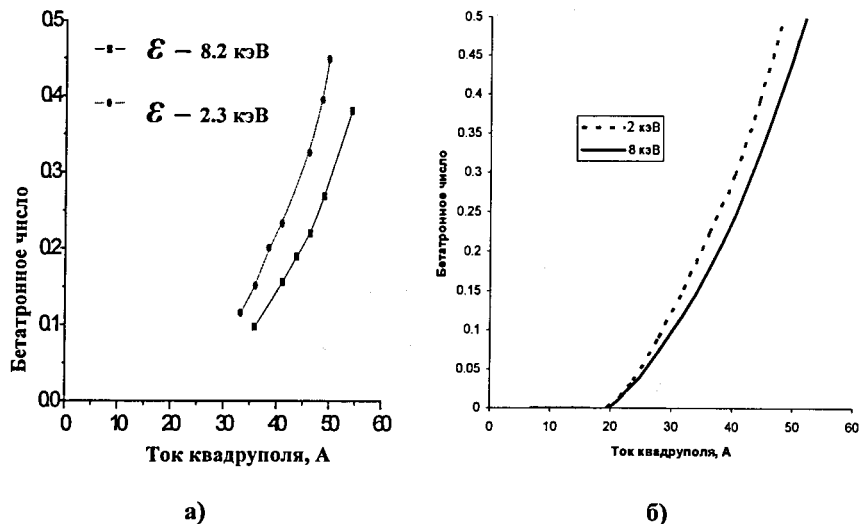 0.5
0.4
0.3
0.2
0.1
0.0
Бетатронное число
ε – 8.2 кэВ
ε – 2.3 кэВ
0 10 20 30 40 50 60
Ток квадруполя, А
а)
0.5
0.45
0.4
0.35
0.3
0.25
0.2
0.15
0.1
0.05
0
Бетатронное число
2 кэВ
8 кэВ
0 10 20 30 40 50 60
Ток квадруполя, А
б)